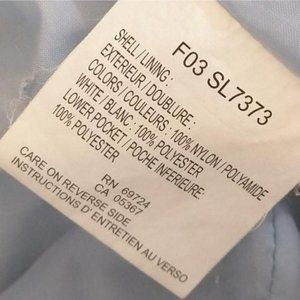 F03 SL7373
SHELL/LINING:
EXTERIEUR/DOUBLURE:
COLORS/COULEURS: 100% NYLON/POLYAMIDE
WHITE/BLANC: 100% POLYESTER
LOWER POCKET/POCHE INFERIEURE:
100% POLYESTER
RN 69724
CA 05367
CARE ON REVERSE SIDE
INSTRUCTIONS D'ENTRETIEN AU VERSO